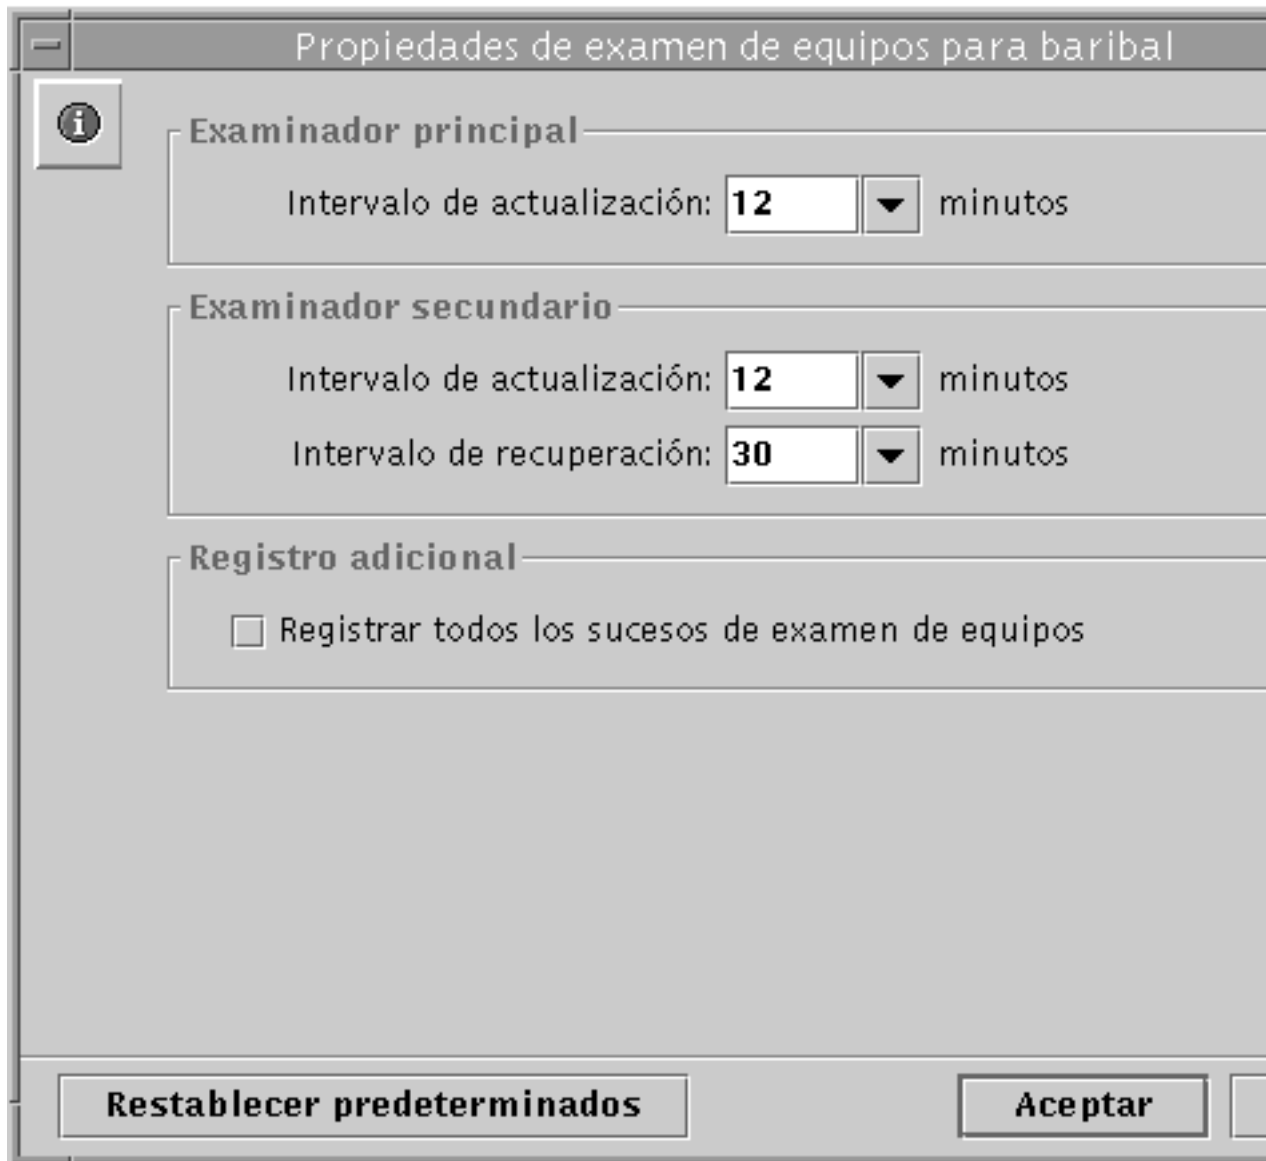 Propiedades de examen de equipos para baribal
Examinador principal
Intervalo de actualización: 12 minutos
Examinador secundario
Intervalo de actualización: 12 minutos
Intervalo de recuperación: 30 minutos
Registro adicional
Registrar todos los sucesos de examen de equipos
Restablecer predeterminados Aceptar